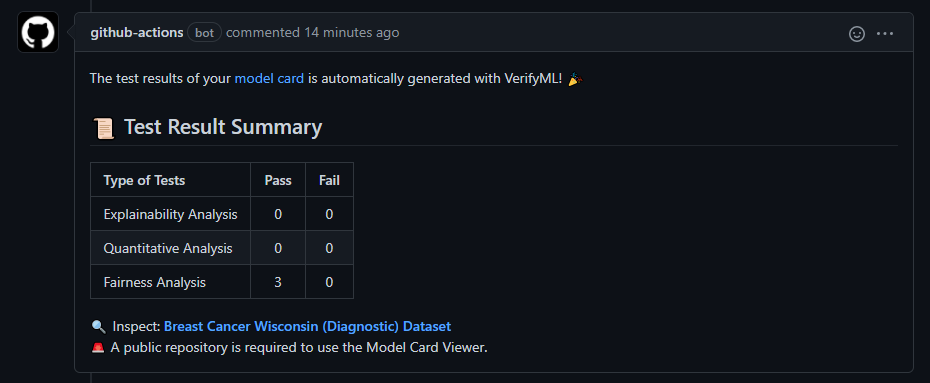 github-actions bot commented 14 minutes ago
The test results of your model card is automatically generated with VerifyML! 🎉
📜 Test Result Summary
Type of Tests Pass Fail
Explainability Analysis 0 0
Quantitative Analysis 0 0
Fairness Analysis 3 0
🔍 Inspect: Breast Cancer Wisconsin (Diagnostic) Dataset
🚨 A public repository is required to use the Model Card Viewer.